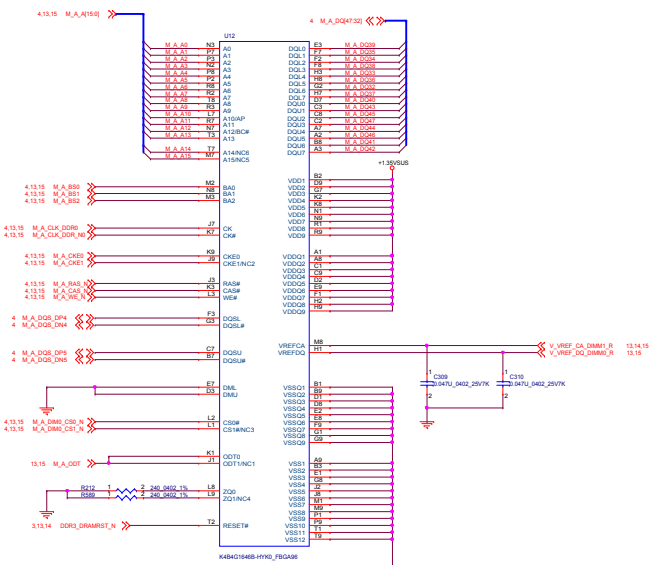 4,13,15 M_A_A[15:0]
4 M_A_DQ[47:32]
U12
M_A_A0 N3 A0 DQL0 E3 M_A_DQ39
M_A_A1 P7 A1 DQL1 F7 M_A_DQ35
M_A_A2 P3 A2 DQL2 F2 M_A_DQ34
M_A_A3 N2 A3 DQL3 F8 M_A_DQ38
M_A_A4 P8 A4 DQL4 H3 M_A_DQ33
M_A_A5 P2 A5 DQL5 H8 M_A_DQ36
M_A_A6 R8 A6 DQL6 G2 M_A_DQ32
M_A_A7 R2 A7 DQL7 H7 M_A_DQ37
M_A_A8 T8 A8 DQU0 D7 M_A_DQ40
M_A_A9 R3 A9 DQU1 C3 M_A_DQ43
M_A_A10 L7 A10/AP DQU2 C8 M_A_DQ45
M_A_A11 R7 A11 DQU3 C2 M_A_DQ47
M_A_A12 N7 A12/BC# DQU4 A7 M_A_DQ44
M_A_A13 T3 A13 DQU5 A2 M_A_DQ46
DQU6 B8 M_A_DQ41
M_A_A14 T7 A14/NC6 DQU7 A3 M_A_DQ42
M_A_A15 M7 A15/NC5
+1.35VSUS
4,13,15 M_A_BS0 M2 BA0 VDD1 B2
4,13,15 M_A_BS1 N8 BA1 VDD2 D9
4,13,15 M_A_BS2 M3 BA2 VDD3 G7
VDD4 K2
VDD5 K8
VDD6 N1
VDD7 N9
4,13,15 M_A_CLK_DDR0 J7 CK VDD8 R1
4,13,15 M_A_CLK_DDR_N0 K7 CK# VDD9 R9
4,13,15 M_A_CKE0 K9 CKE0 VDDQ1 A1
4,13,15 M_A_CKE1 J9 CKE1/NC2 VDDQ2 A8
VDDQ3 C1
VDDQ4 C9
4,13,15 M_A_RAS_N J3 RAS# VDDQ5 D2
4,13,15 M_A_CAS_N K3 CAS# VDDQ6 E9
4,13,15 M_A_WE_N L3 WE# VDDQ7 F1
VDDQ8 H2
VDDQ9 H9
4 M_A_DQS_DP4 F3 DQSL
4 M_A_DQS_DN4 G3 DQSL#
4 M_A_DQS_DP5 C7 DQSU VREFCA M8 V_VREF_CA_DIMM1_R 13,14,15
4 M_A_DQS_DN5 B7 DQSU# VREFDQ H1 V_VREF_DQ_DIMM0_R 13,15
1 C309 0.047U_0402_25V7K 2
1 C310 0.047U_0402_25V7K 2
E7 DML VSSQ1 B1
D3 DMU VSSQ2 B9
VSSQ3 D1
VSSQ4 D8
VSSQ5 E2
4,13,15 M_A_DIM0_CS0_N L2 CS0# VSSQ6 E8
4,13,15 M_A_DIM0_CS1_N L1 CS1#/NC3 VSSQ7 F9
VSSQ8 G1
VSSQ9 G9
K1 ODT0
13,15 M_A_ODT J1 ODT1/NC1 VSS1 A9
VSS2 B3
VSS3 E1
VSS4 G8
R212 1 2 240_0402_1% L8 ZQ0 VSS5 J2
R589 1 2 240_0402_1% L9 ZQ1/NC4 VSS6 J8
VSS7 M1
VSS8 M9
VSS9 P1
VSS10 P9
3,13,14 DDR3_DRAMRST_N T2 RESET# VSS11 T1
VSS12 T9
K4B4G1646B-HYK0_FBGA96